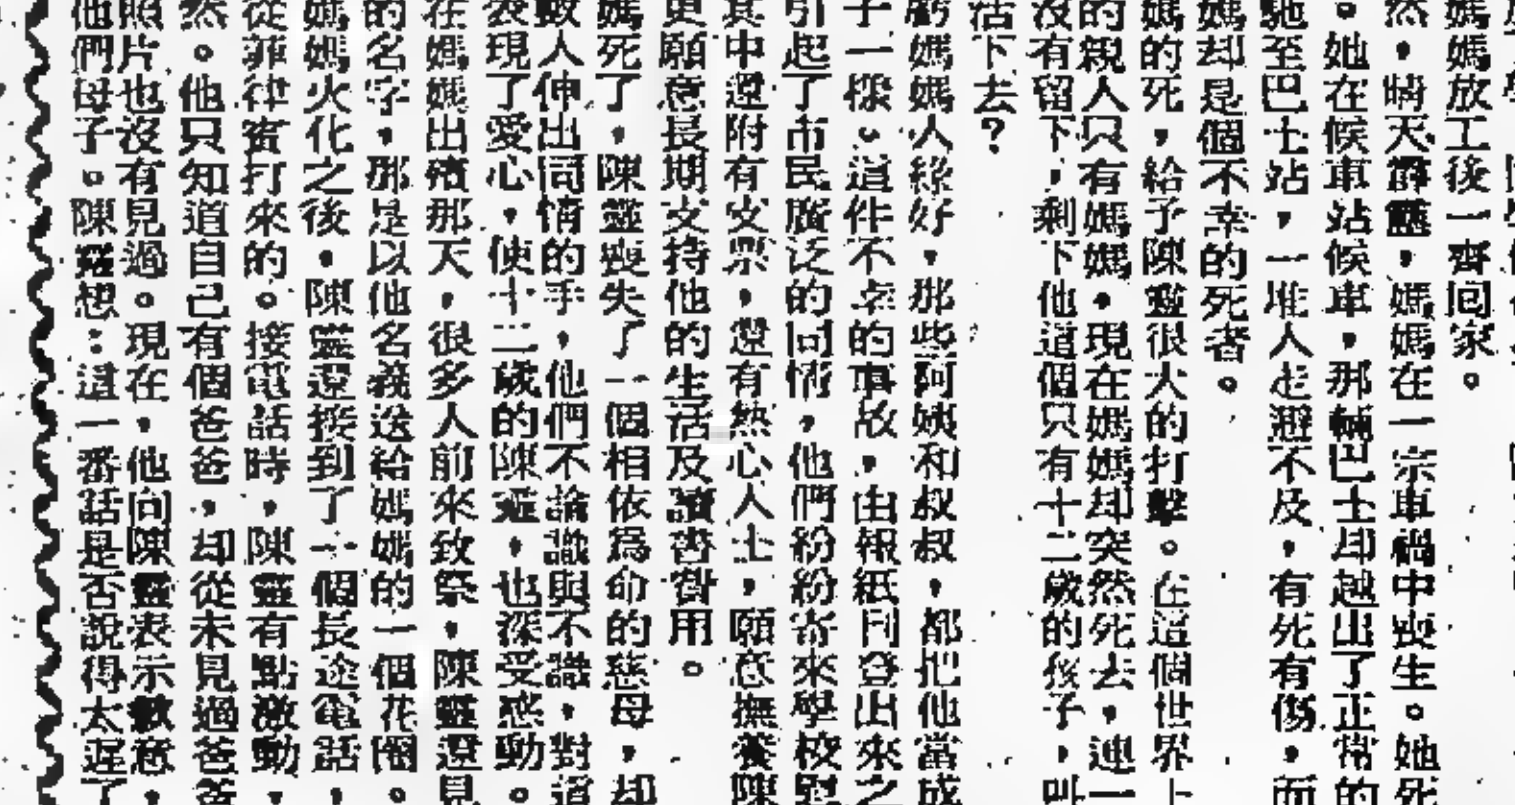 媽媽放工後一齊回家。
然,晴天霹靂,媽媽在一宗車禍中喪生。她死
。她在候車站候車,那輛巴士却越出了正常的
馳至巴士站,一堆人走避不及,有死有傷,而
媽却是個不幸的死者。
媽的死,給予陳靈很大的打擊。在這個世界上
的親人只有媽媽。現在媽媽却突然死去,連一
沒有留下,剩下他這個只有十二歲的孩子,叫
活下去?
虧媽媽人緣好,那些阿姨和叔叔,都把他當成
子一樣。這件不幸的事故,由報紙刊登出來之
引起了市民廣泛的同情,他們紛紛寄來學校慰
其中還附有支票,還有熱心人士,願意撫養陳
更願意長期支持他的生活及讀書費用。
媽死了,陳靈喪失了一個相依為命的慈母,却
數人伸出同情的手,他們不論識與不識,對這
表現了愛心,使十二歲的陳靈,也深受感動。
在媽媽出殯那天,很多人前來致祭,陳靈還見
的名字,那是以他名義送給媽媽的一個花圈。
媽媽火化之後,陳靈還接到了一個長途電話,
從菲律賓打來的。接電話時,陳靈有點激動,
然。他只知道自己有個爸爸,却從未見過爸爸
照片也沒有見過。現在,他向陳靈表示歉意,
他們母子。陳靈想:這一番話是否說得太遲了